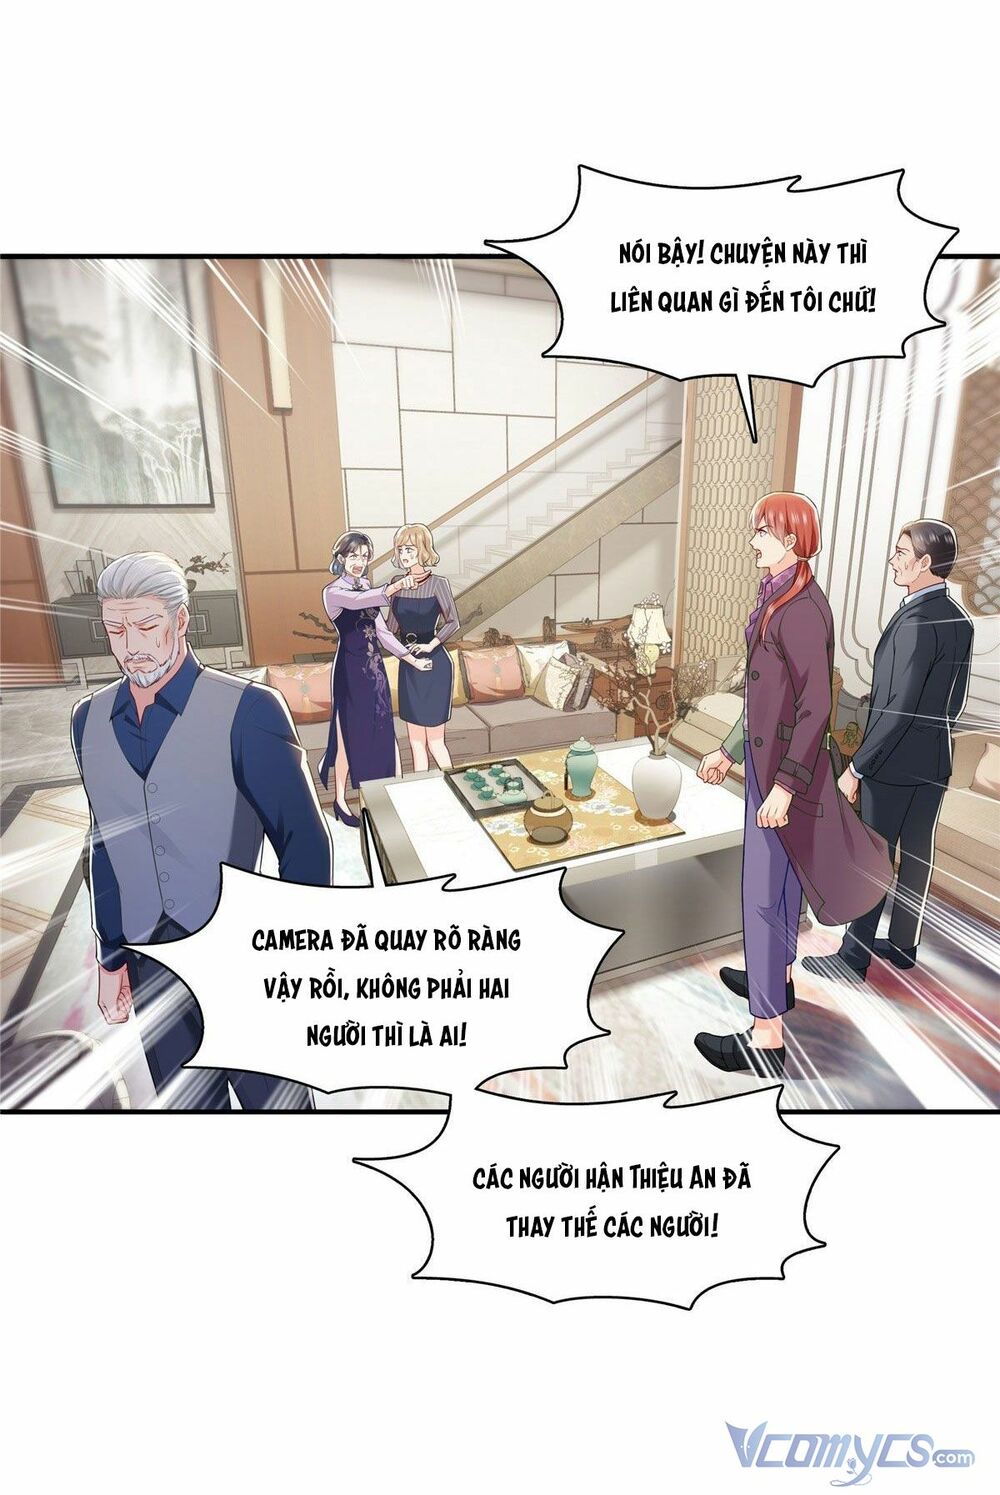 NÓI BẬY! CHUYỆN NÀY THÌ
LIÊN QUAN GÌ ĐẾN TÔI CHỨ!
CAMERA ĐÃ QUAY RÕ RÀNG
VẬY RỒI, KHÔNG PHẢI HAI
NGƯỜI THÌ LÀ AI!
CÁC NGƯỜI HẬN THIỆU AN ĐÃ
THAY THẾ CÁC NGƯỜI!
VCOMYCS.com